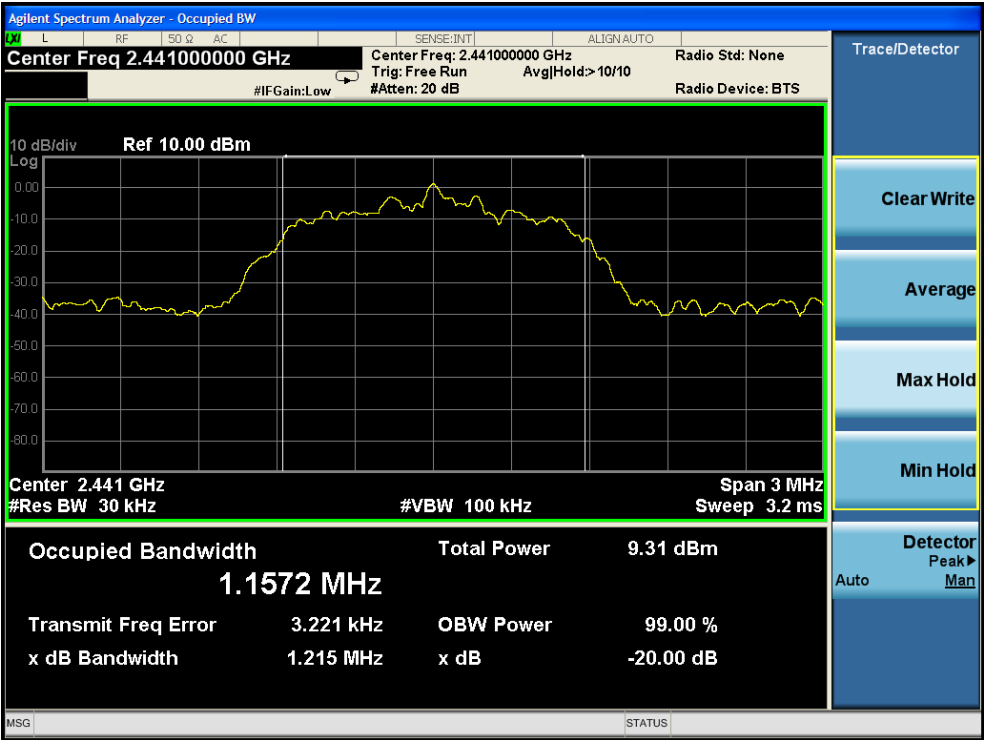 Agilent Spectrum Analyzer - Occupied BW
LXI L RF 50 Ω AC SENSE:INT ALIGN AUTO
Center Freq 2.441000000 GHz
Center Freq: 2.441000000 GHz Radio Std: None
Trig: Free Run Avg|Hold:> 10/10
#IFGain:Low #Atten: 20 dB Radio Device: BTS
Trace/Detector
10 dB/div Ref 10.00 dBm
Log
0.00
-10.0
-20.0
-30.0
-40.0
-50.0
-60.0
-70.0
-80.0
Clear Write
Average
Max Hold
Min Hold
Center 2.441 GHz Span 3 MHz
#Res BW 30 kHz #VBW 100 kHz Sweep 3.2 ms
Detector
Peak▶
Auto Man
Occupied Bandwidth Total Power 9.31 dBm
1.1572 MHz
Transmit Freq Error 3.221 kHz OBW Power 99.00 %
x dB Bandwidth 1.215 MHz x dB -20.00 dB
MSG STATUS